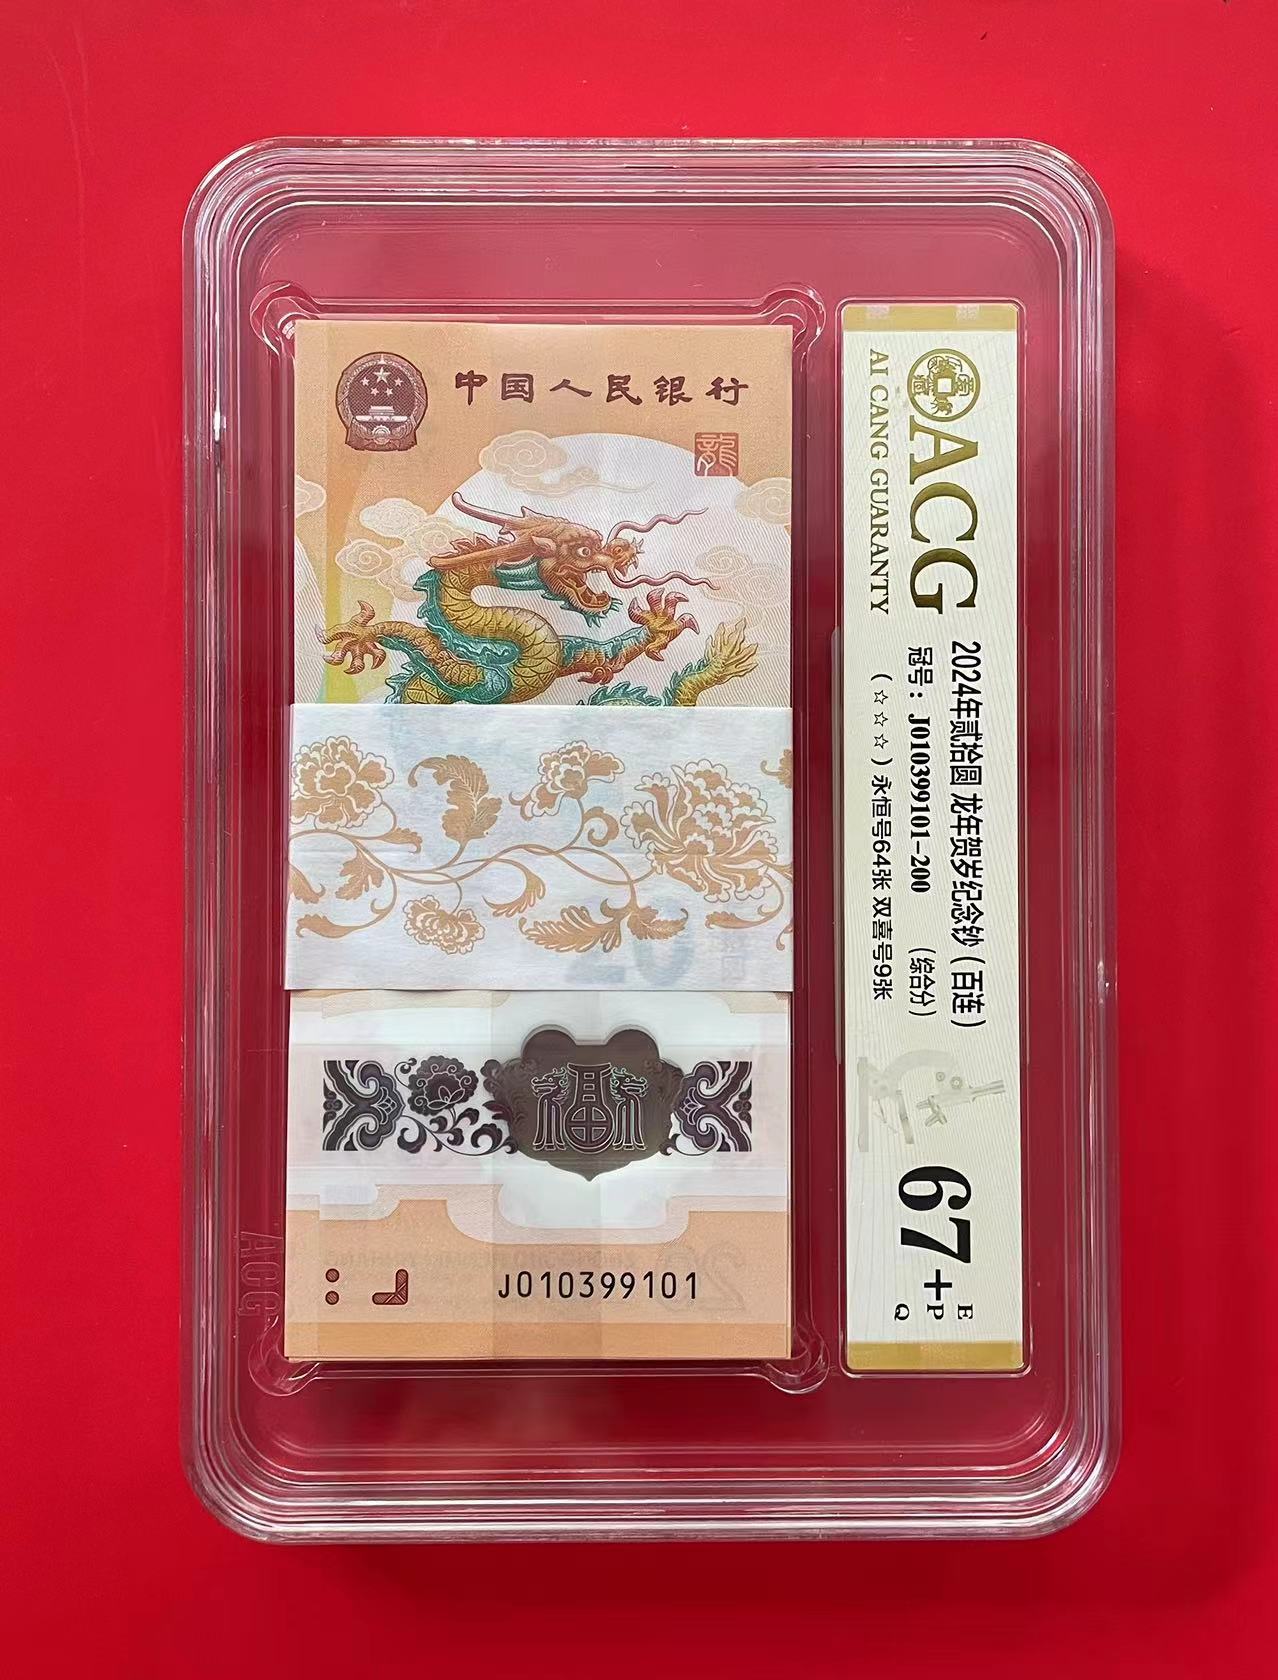 中国人民银行
龍
福
J010399101
ACG
AI CANG GUARANTY
2024年贰拾圆 龙年贺岁纪念钞（百连）
冠号：J010399101-200 （综合分）
（☆☆☆）永恒号64张 双喜号9张
67+
E
P
Q
ACG